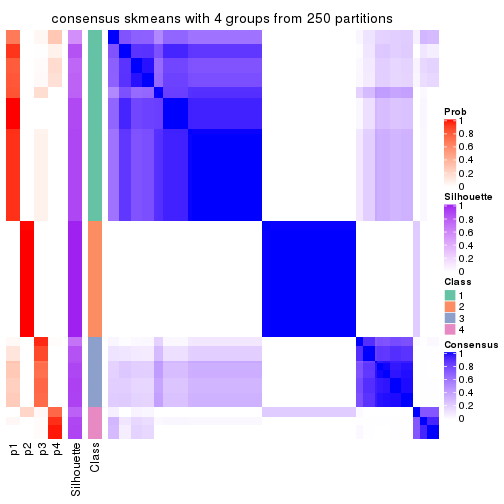 consensus skmeans with 4 groups from 250 partitions
Prob
1
0.8
0.6
0.4
0.2
0
Silhouette
1
0.8
0.6
0.4
0.2
0
Class
1
2
3
4
Consensus
1
0.8
0.6
0.4
0.2
0
p1
p2
p3
p4
Silhouette
Class